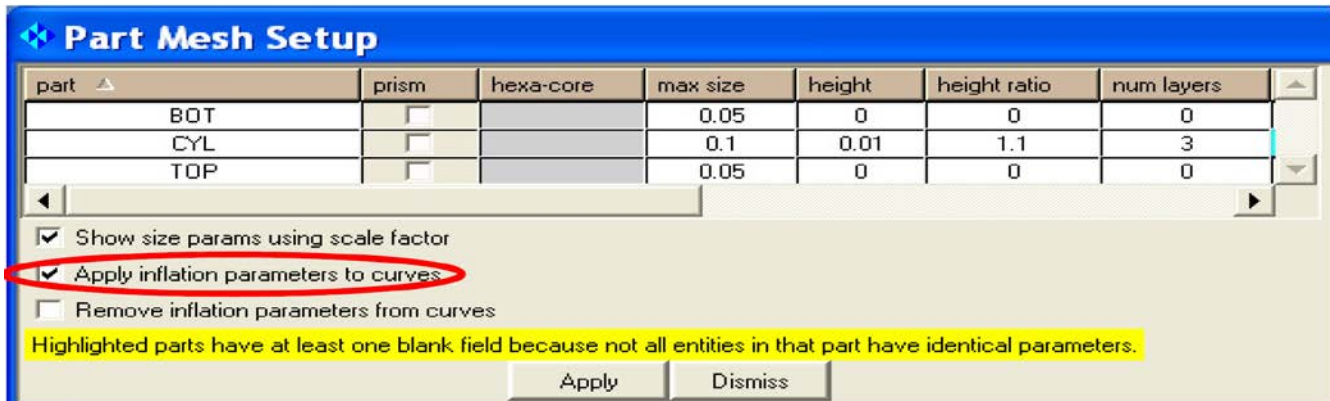 Part Mesh Setup
part prism hexa-core max size height height ratio num layers
BOT 0.05 0 0 0
CYL 0.1 0.01 1.1 3
TOP 0.05 0 0 0
Show size params using scale factor
Apply inflation parameters to curves
Remove inflation parameters from curves
Highlighted parts have at least one blank field because not all entities in that part have identical parameters.
Apply Dismiss